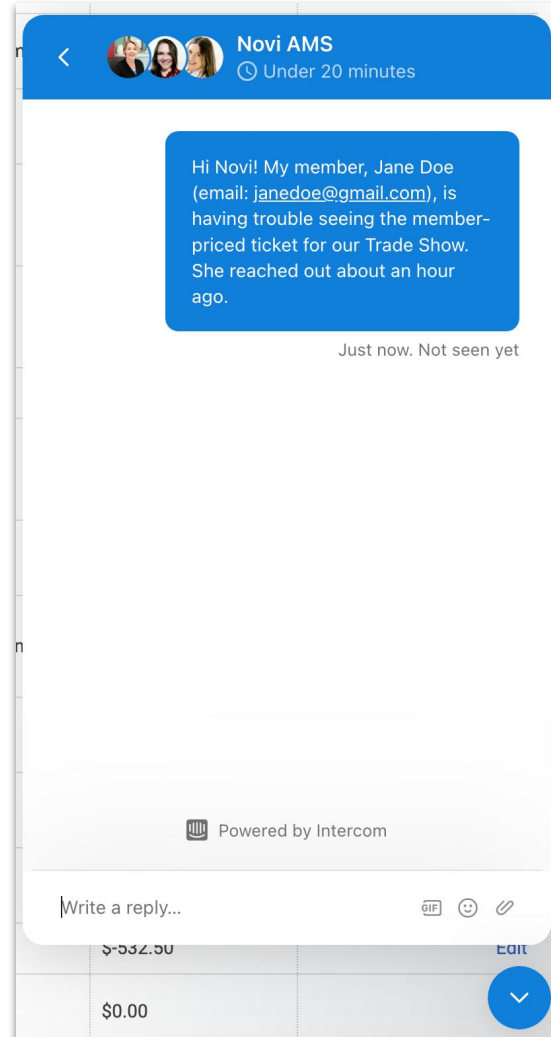 Novi AMS
Under 20 minutes
Hi Novi! My member, Jane Doe
(email: janedoe@gmail.com), is
having trouble seeing the member-
priced ticket for our Trade Show.
She reached out about an hour
ago.
Just now. Not seen yet
Powered by Intercom
Write a reply...
GIF
$-532.50
Edit
$0.00